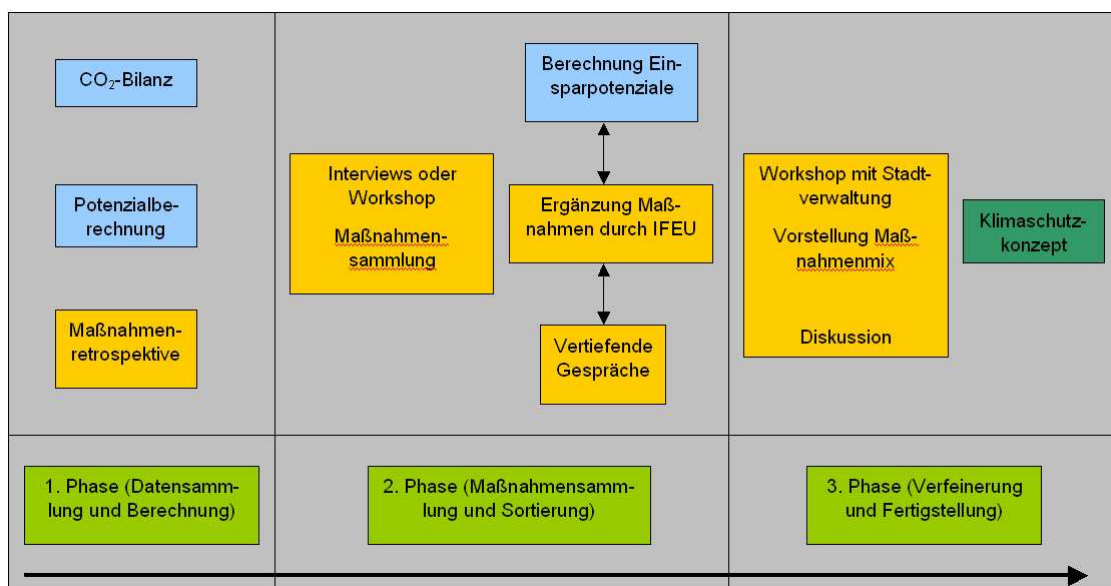 CO₂-Bilanz
Potenzialbe-
rechnung
Maßnahmen-
retrospektive
Interviews oder
Workshop
Maßnahmen-
sammlung
Berechnung Ein-
sparpotenziale
Ergänzung Maß-
nahmen durch IFEU
Vertiefende
Gespräche
Workshop mit Stadt-
verwaltung
Vorstellung Maß-
nahmenmix
Diskussion
Klimaschutz-
konzept
1. Phase (Datensamm-
lung und Berechnung)
2. Phase (Maßnahmensamm-
lung und Sortierung)
3. Phase (Verfeinerung
und Fertigstellung)